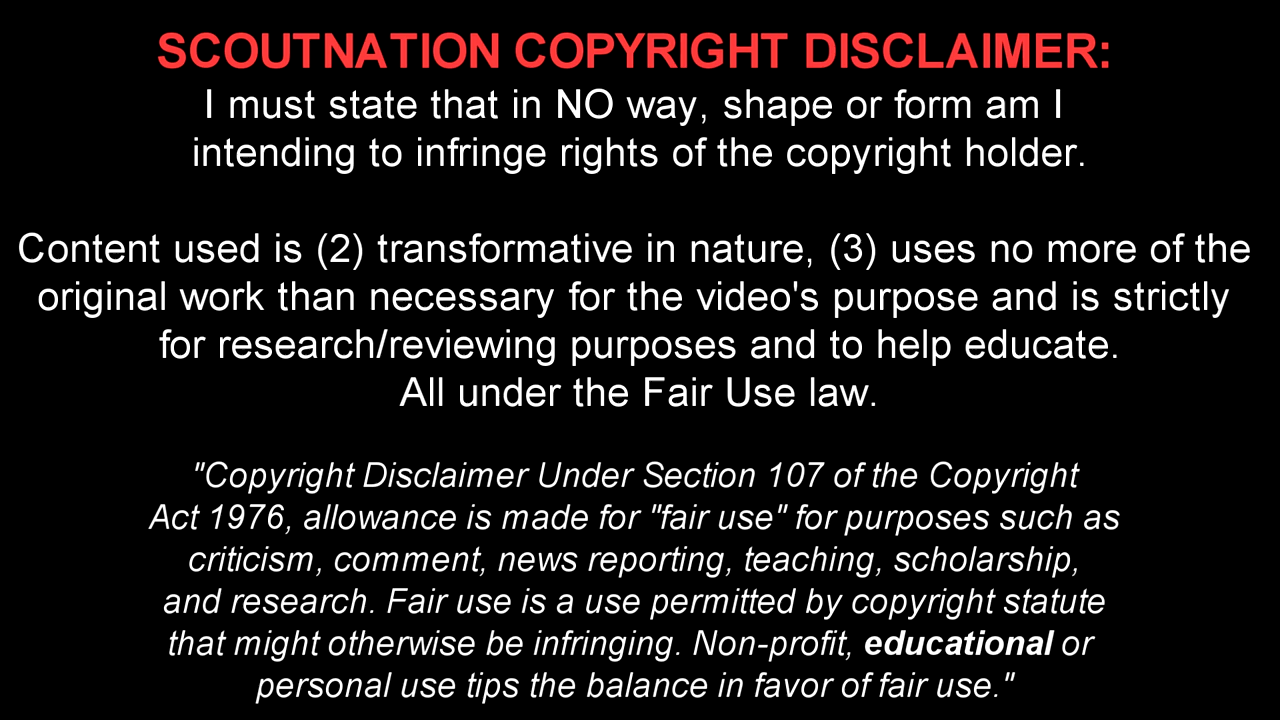 SCOUTNATION COPYRIGHT DISCLAIMER:
I must state that in NO way, shape or form am I
intending to infringe rights of the copyright holder.
Content used is (2) transformative in nature, (3) uses no more of the
original work than necessary for the video's purpose and is strictly
for research/reviewing purposes and to help educate.
All under the Fair Use law.
"Copyright Disclaimer Under Section 107 of the Copyright
Act 1976, allowance is made for "fair use" for purposes such as
criticism, comment, news reporting, teaching, scholarship,
and research. Fair use is a use permitted by copyright statute
that might otherwise be infringing. Non-profit, educational or
personal use tips the balance in favor of fair use."